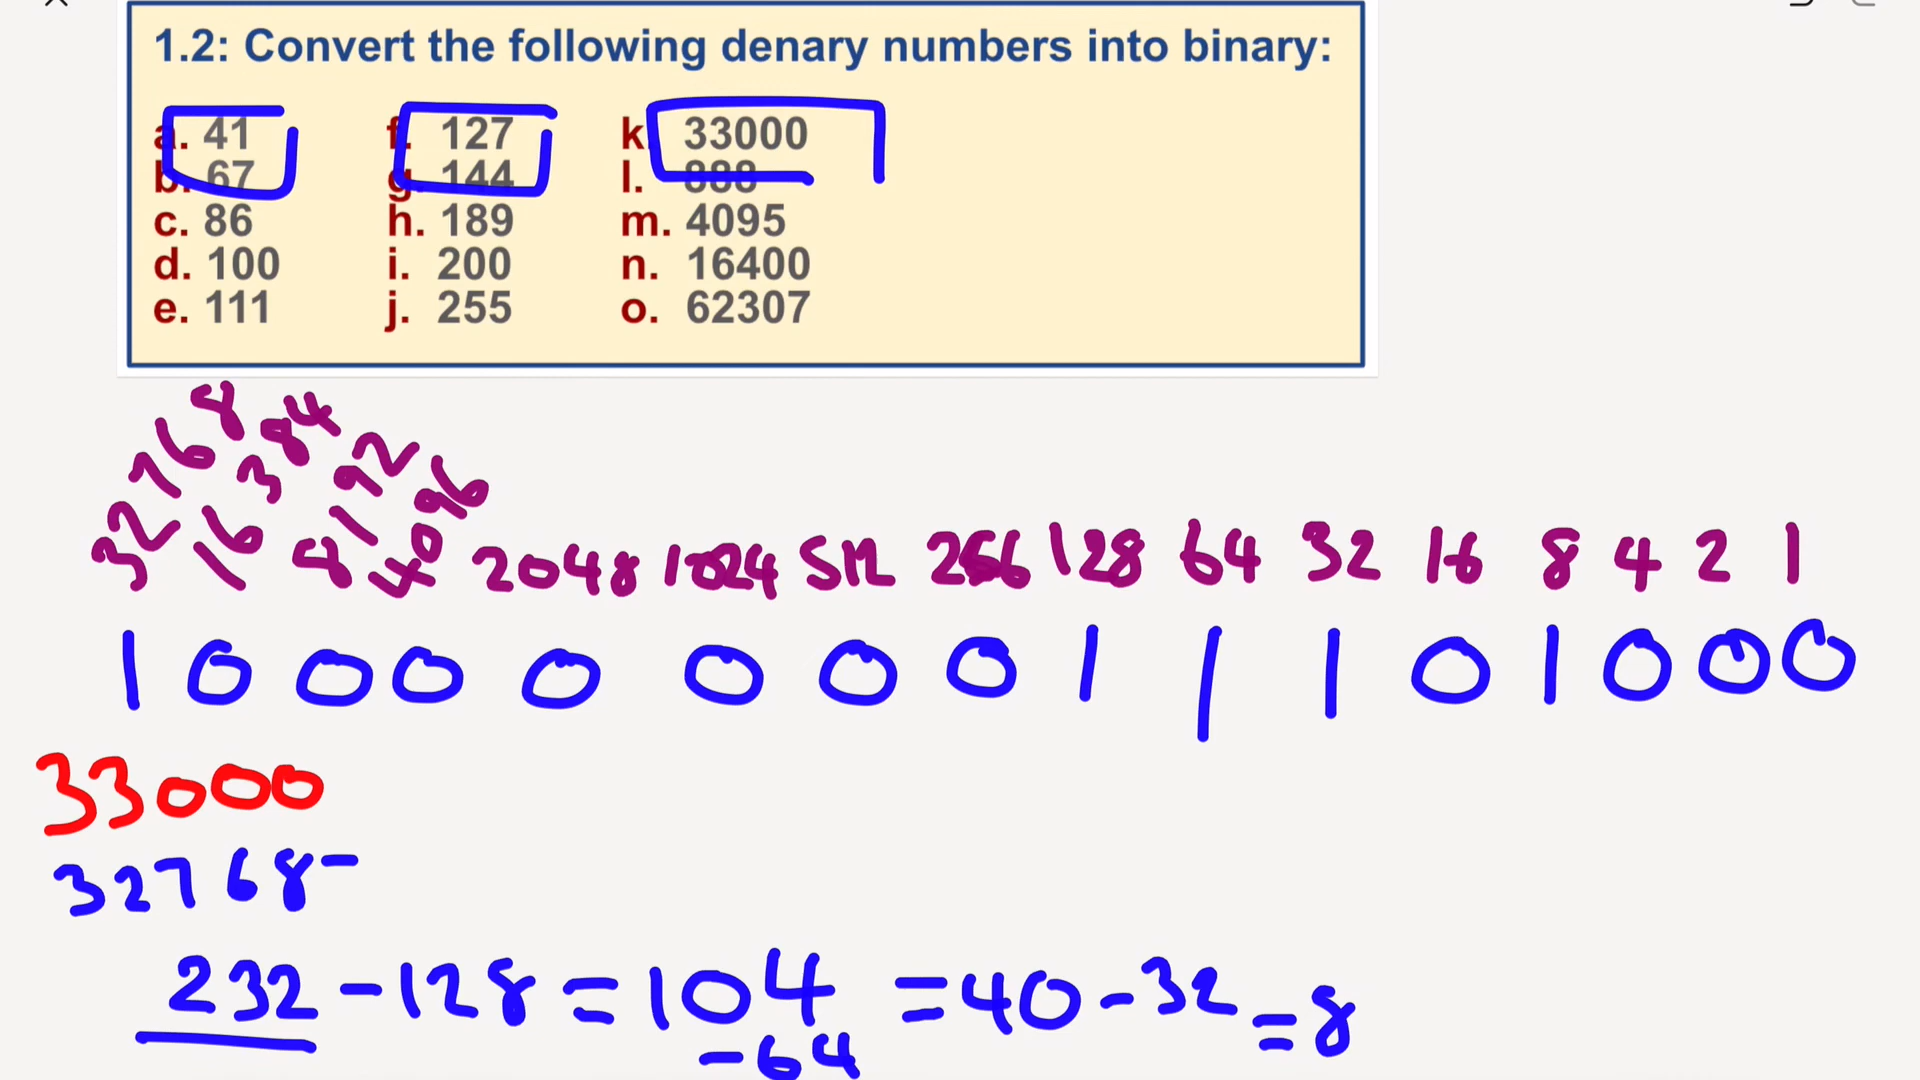 1.2: Convert the following denary numbers into binary:
a. 41 f. 127 k. 33000
b. 67 g. 144 l. 888
c. 86 h. 189 m. 4095
d. 100 i. 200 n. 16400
e. 111 j. 255 o. 62307
32768 16384 8192 4096 2048 1024 512 256 128 64 32 16 8 4 2 1
1 0 0 0 0 0 0 0 1 1 1 0 1 0 0 0
33000
32768 -
232 - 128 = 104 = 40 - 32 = 8
- 64